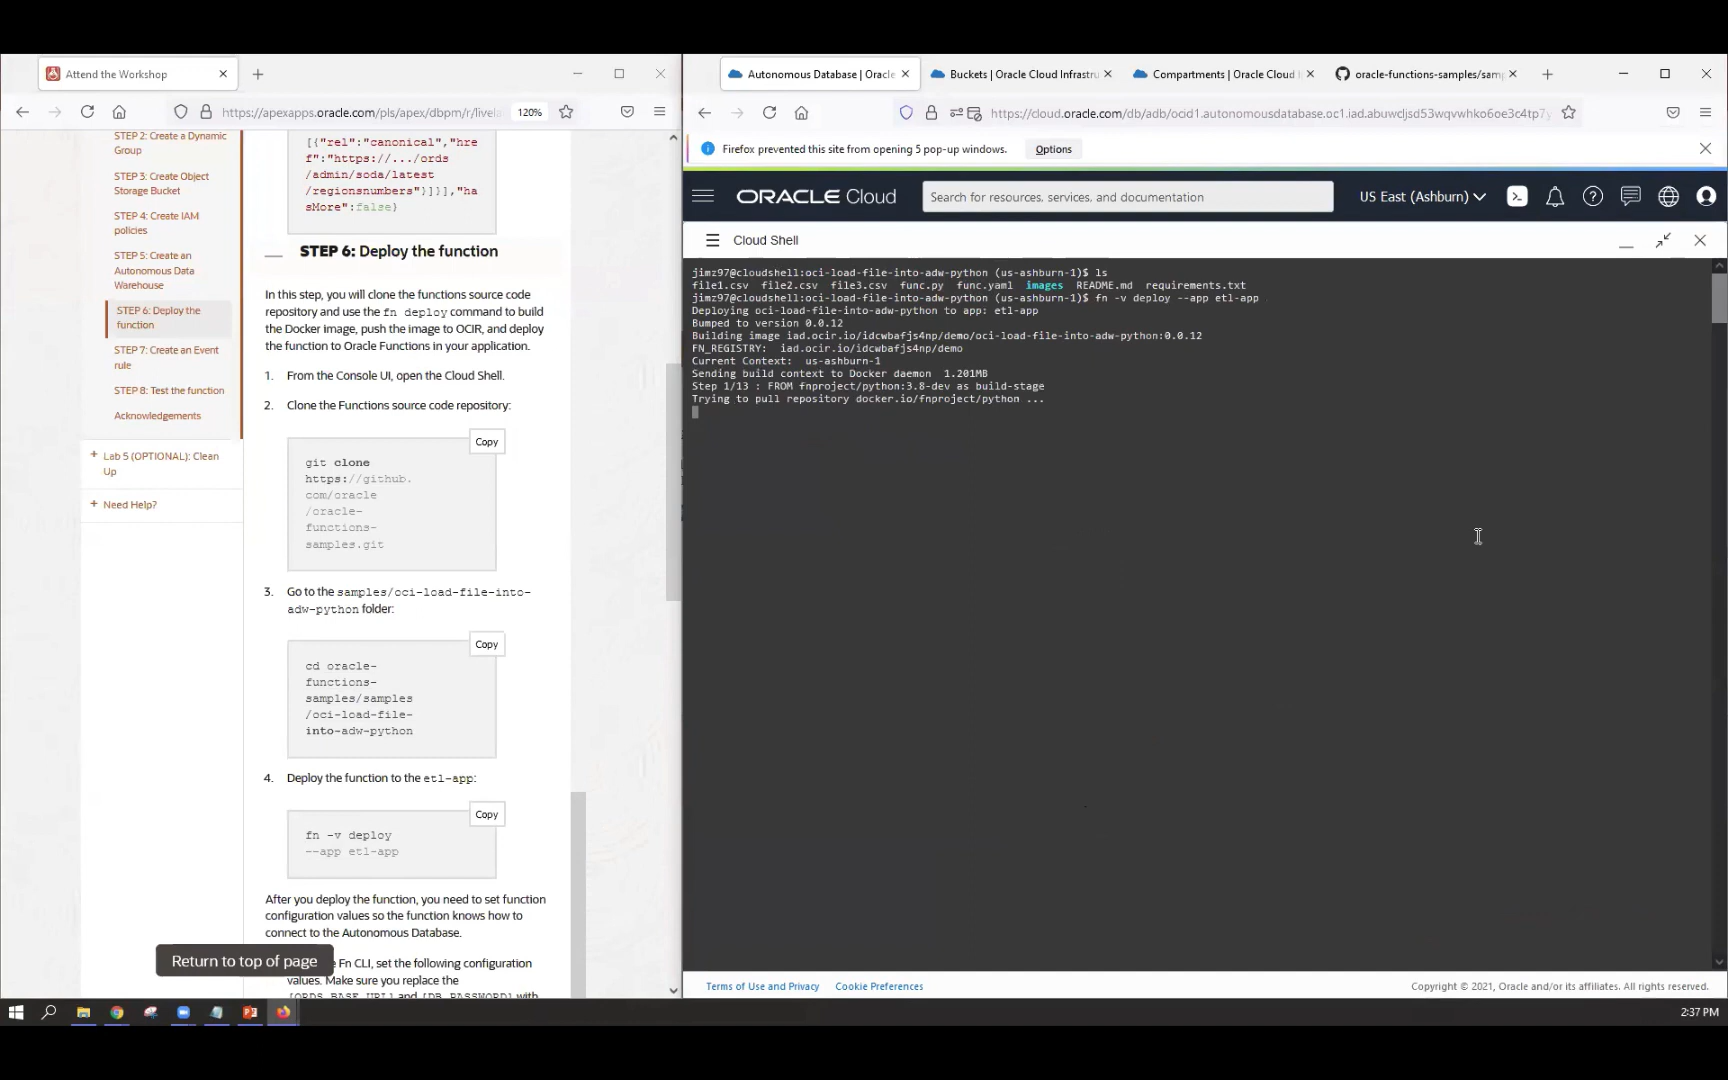 Attend the Workshop
https://apexapps.oracle.com/pls/apex/dbpm/r/livela
120%
STEP 2: Create a Dynamic
Group
STEP 3: Create Object
Storage Bucket
STEP 4: Create IAM
policies
STEP 5: Create an
Autonomous Data
Warehouse
STEP 6: Deploy the
function
STEP 7: Create an Event
rule
STEP 8: Test the function
Acknowledgements
+ Lab 5 (OPTIONAL): Clean
Up
+ Need Help?
[{"rel":"canonical","hre
f":"https://.../ords
/admin/soda/latest
/regionsnumbers"}]}],"ha
sMore":false}
STEP 6: Deploy the function
In this step, you will clone the functions source code
repository and use the fn deploy command to build
the Docker image, push the image to OCIR, and deploy
the function to Oracle Functions in your application.
1. From the Console UI, open the Cloud Shell.
2. Clone the Functions source code repository:
Copy
git clone
https://github.
com/oracle
/oracle-
functions-
samples.git
3. Go to the samples/oci-load-file-into-
adw-python folder:
Copy
cd oracle-
functions-
samples/samples
/oci-load-file-
into-adw-python
4. Deploy the function to the etl-app:
Copy
fn -v deploy
--app etl-app
After you deploy the function, you need to set function
configuration values so the function knows how to
connect to the Autonomous Database.
Fn CLI, set the following configuration
values. Make sure you replace the
[ORDS_BASE_URL] and [DB_PASSWORD] with
Return to top of page
Autonomous Database | Oracle
Buckets | Oracle Cloud Infrastru
Compartments | Oracle Cloud I
oracle-functions-samples/sam
https://cloud.oracle.com/db/adb/ocid1.autonomousdatabase.oc1.iad.abuwcljsd53wqvwhko6oe3c4tp7y
Firefox prevented this site from opening 5 pop-up windows.
Options
ORACLE Cloud
Search for resources, services, and documentation
US East (Ashburn)
Cloud Shell
jimz97@cloudshell:oci-load-file-into-adw-python (us-ashburn-1)$ ls
file1.csv file2.csv file3.csv func.py func.yaml images README.md requirements.txt
jimz97@cloudshell:oci-load-file-into-adw-python (us-ashburn-1)$ fn -v deploy --app etl-app
Deploying oci-load-file-into-adw-python to app: etl-app
Bumped to version 0.0.12
Building image iad.ocir.io/idcwbafjs4np/demo/oci-load-file-into-adw-python:0.0.12
FN_REGISTRY: iad.ocir.io/idcwbafjs4np/demo
Current Context: us-ashburn-1
Sending build context to Docker daemon 1.201MB
Step 1/13 : FROM fnproject/python:3.8-dev as build-stage
Trying to pull repository docker.io/fnproject/python ...
Terms of Use and Privacy
Cookie Preferences
Copyright © 2021, Oracle and/or its affiliates. All rights reserved.
2:37 PM